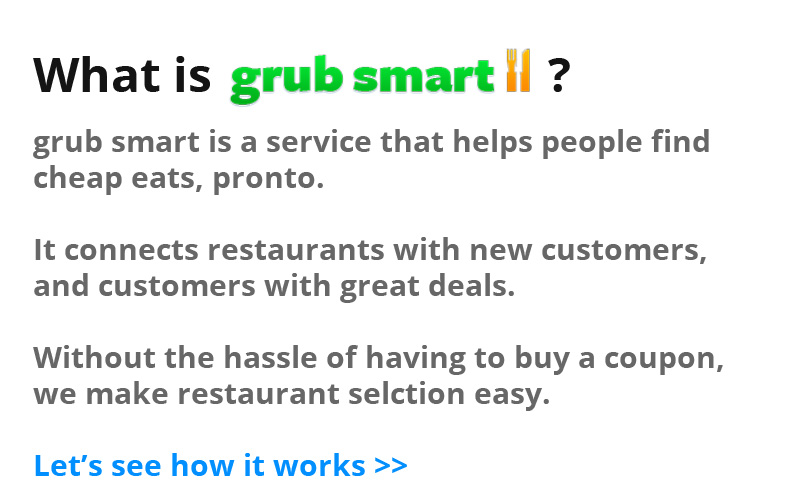 What is grub smart ?
grub smart is a service that helps people find
cheap eats, pronto.
It connects restaurants with new customers,
and customers with great deals.
Without the hassle of having to buy a coupon,
we make restaurant selction easy.
Let’s see how it works >>